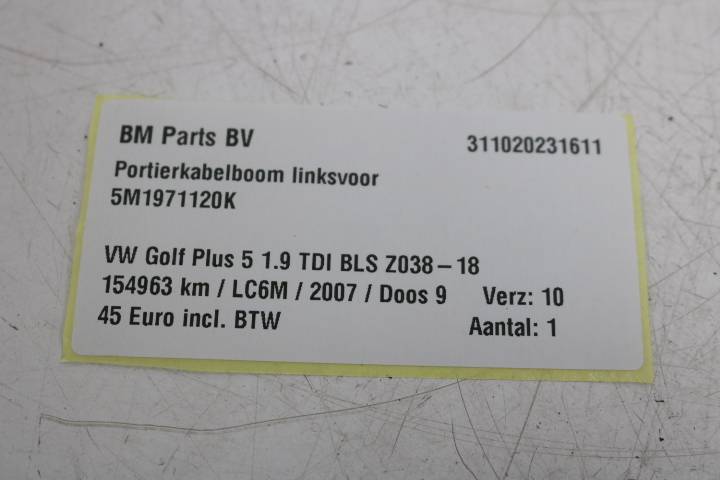 BM Parts BV 311020231611
Portierkabelboom linksvoor
5M1971120K
VW Golf Plus 5 1.9 TDI BLS Z038-18
154963 km / LC6M / 2007 / Doos 9 Verz: 10
45 Euro incl. BTW Aantal: 1